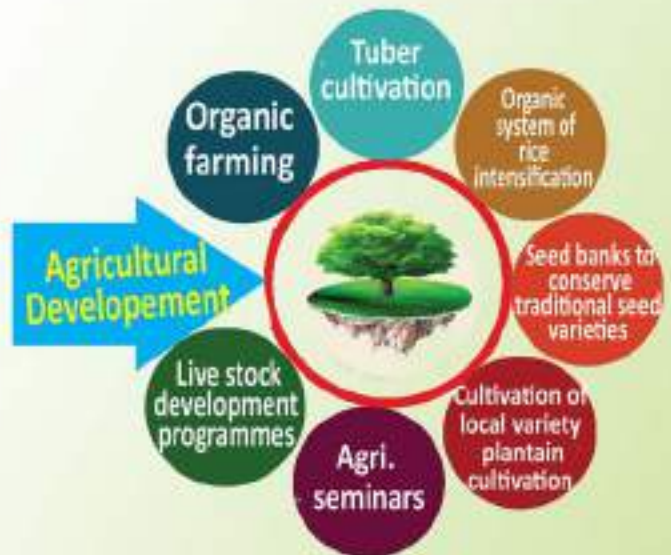 Agricultural
Developement
Organic
farming
Tuber
cultivation
Organic
system of
rice
intensification
Seed banks to
conserve
traditional seed
varieties
Cultivation of
local variety
plantain
cultivation
Agri.
seminars
Live stock
development
programmes